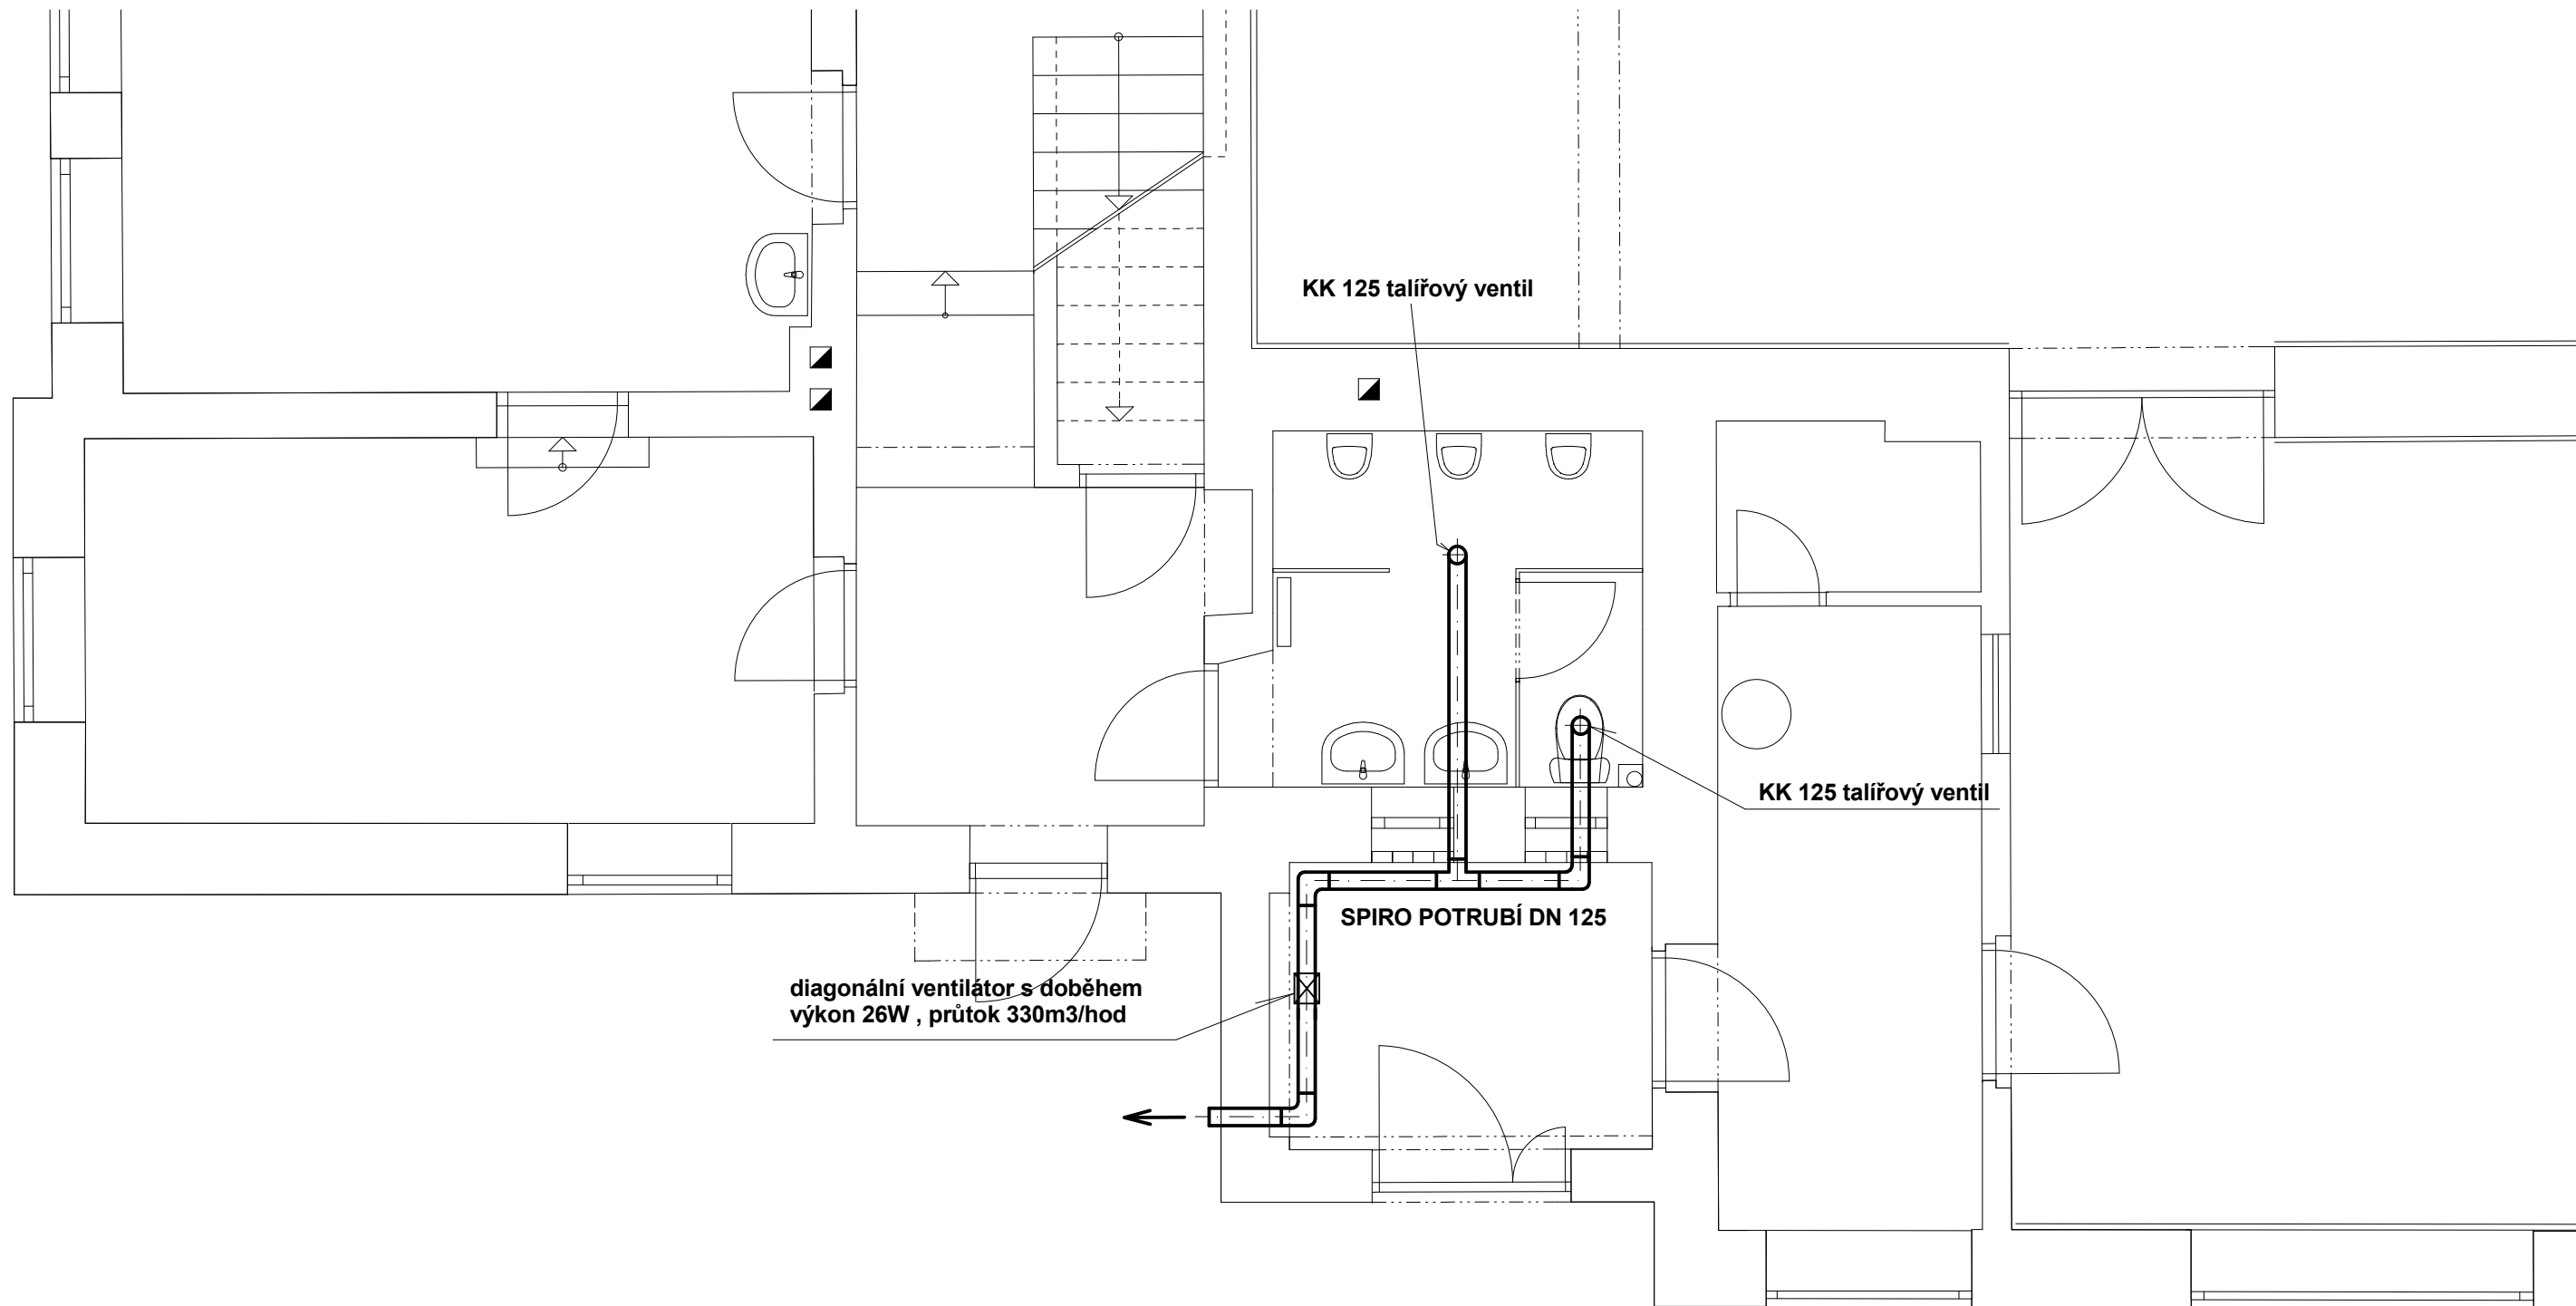 KK 125 talířový ventil
KK 125 talířový ventil
SPIRO POTRUBÍ DN 125
diagonální ventilátor s doběhem
výkon 26W , průtok 330m3/hod